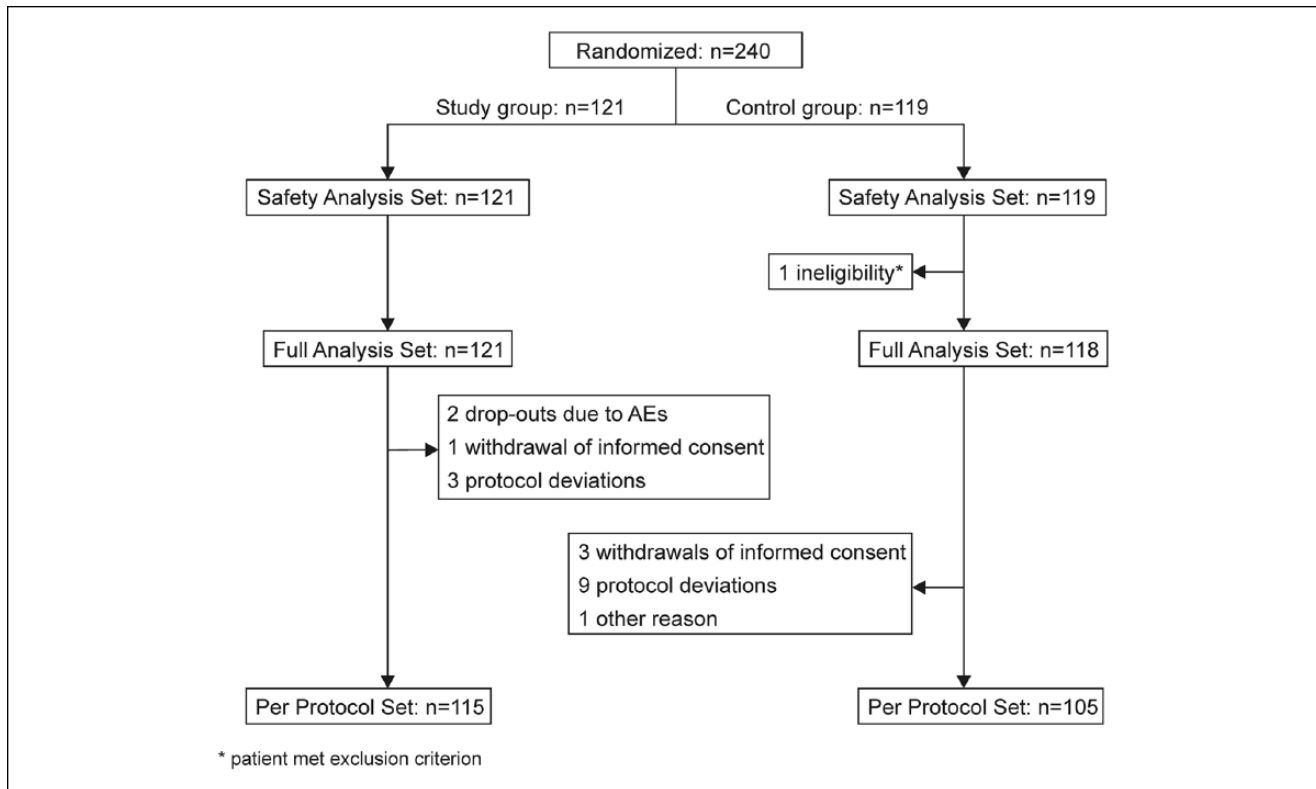 Randomized: n=240
Study group: n=121
Control group: n=119
Safety Analysis Set: n=121
Safety Analysis Set: n=119
1 ineligibility*
Full Analysis Set: n=121
Full Analysis Set: n=118
2 drop-outs due to AEs
1 withdrawal of informed consent
3 protocol deviations
3 withdrawals of informed consent
9 protocol deviations
1 other reason
Per Protocol Set: n=115
Per Protocol Set: n=105
* patient met exclusion criterion